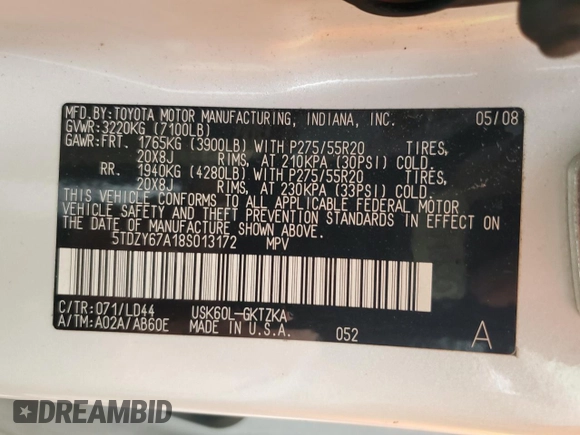 MFD.BY:TOYOTA MOTOR MANUFACTURING, INDIANA, INC. 05/08
GVWR:3220KG (7100LB)
GAWR:FRT. 1765KG (3900LB) WITH P275/55R20 TIRES,
20X8J RIMS, AT 210KPA (30PSI) COLD.
RR. 1940KG (4280LB) WITH P275/55R20 TIRES,
20X8J RIMS, AT 230KPA (33PSI) COLD.
THIS VEHICLE CONFORMS TO ALL APPLICABLE FEDERAL MOTOR
VEHICLE SAFETY AND THEFT PREVENTION STANDARDS IN EFFECT ON
THE DATE OF MANUFACTURE SHOWN ABOVE.
5TDZY67A18S013172 MPV
C/TR:071/LD44 USK60L-GKTZKA
A/TM:A02A/AB60E MADE IN U.S.A. 052 A
DREAMBID